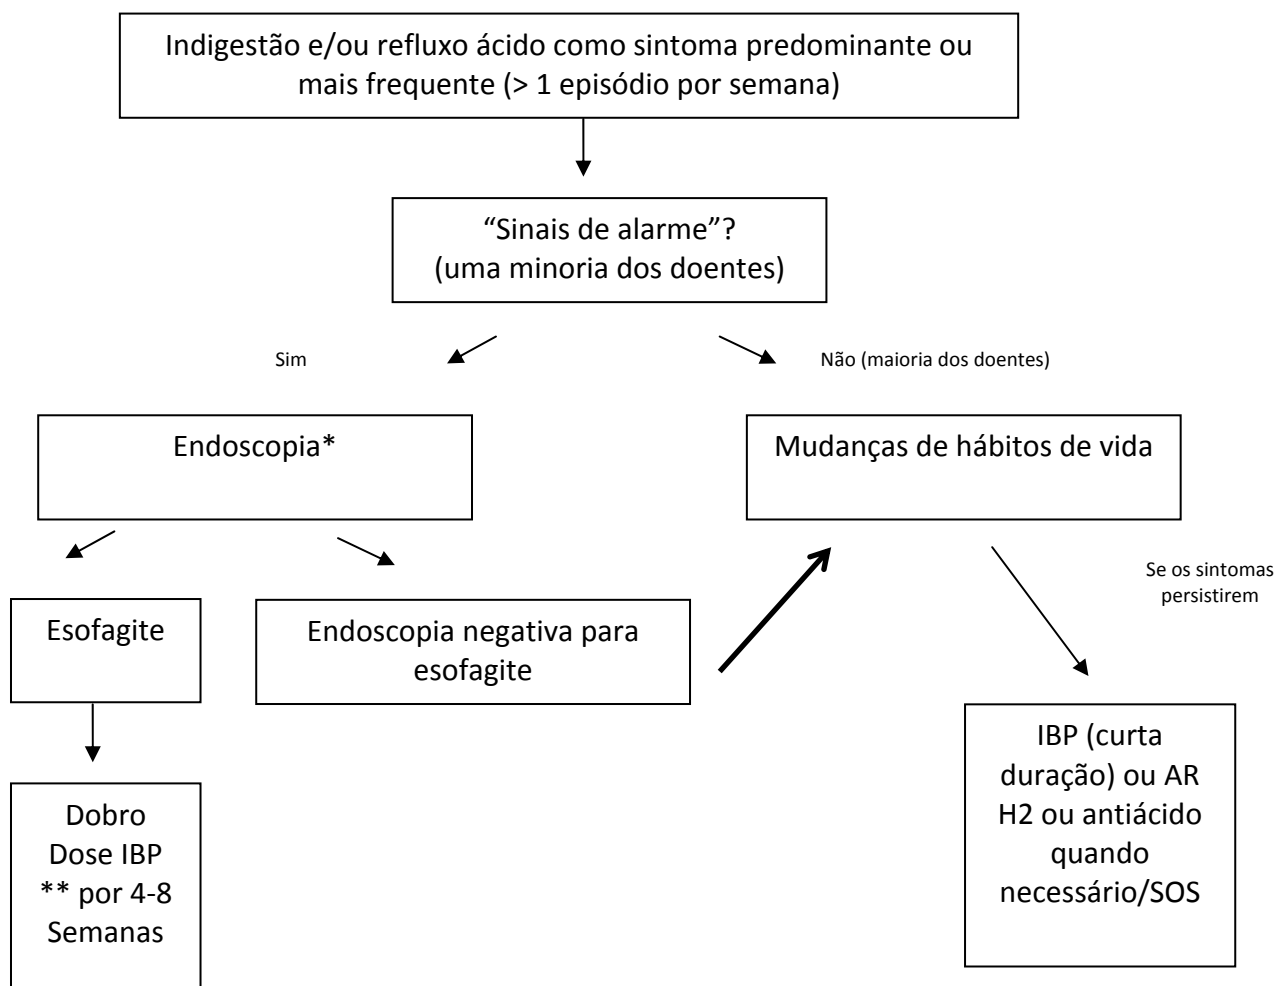 Indigestão e/ou refluxo ácido como sintoma predominante ou
mais frequente (> 1 episódio por semana)
“Sinais de alarme”?
(uma minoria dos doentes)
Sim
Não (maioria dos doentes)
Endoscopia*
Mudanças de hábitos de vida
Se os sintomas
persistirem
Esofagite
Endoscopia negativa para
esofagite
Dobro
Dose IBP
** por 4-8
Semanas
IBP (curta
duração) ou AR
H2 ou antiácido
quando
necessário/SOS